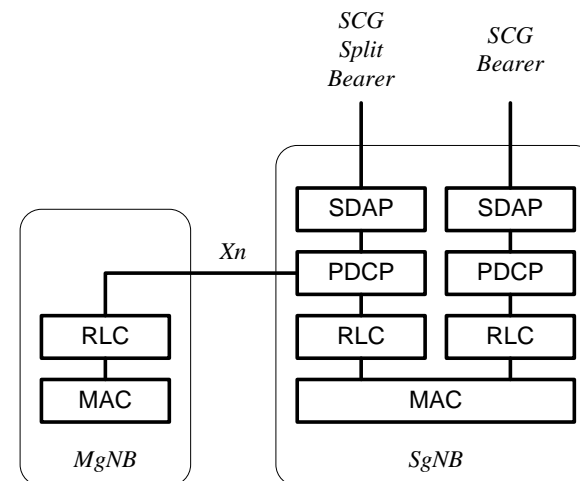 SCG
Split
Bearer
SCG
Bearer
SDAP
SDAP
Xn
PDCP
PDCP
RLC
RLC
RLC
MAC
MAC
MgNB
SgNB